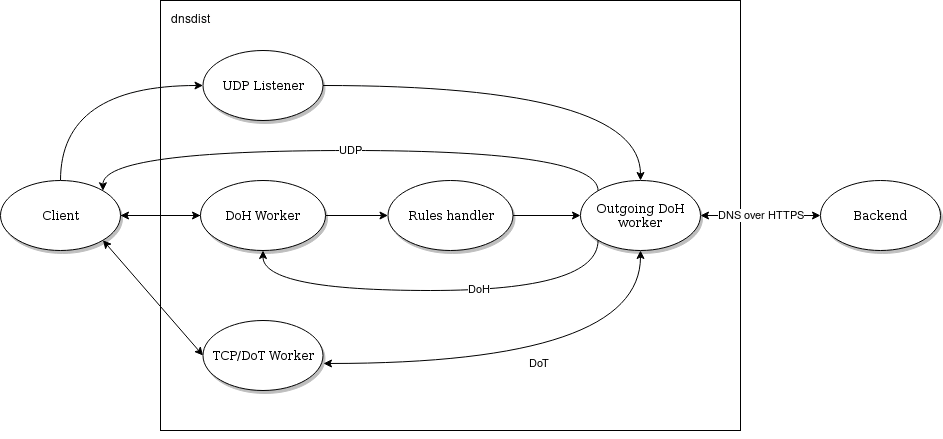 dnsdist
UDP Listener
UDP
Client
DoH Worker
Rules handler
Outgoing DoH
worker
DNS over HTTPS
Backend
DoH
TCP/DoT Worker
DoT